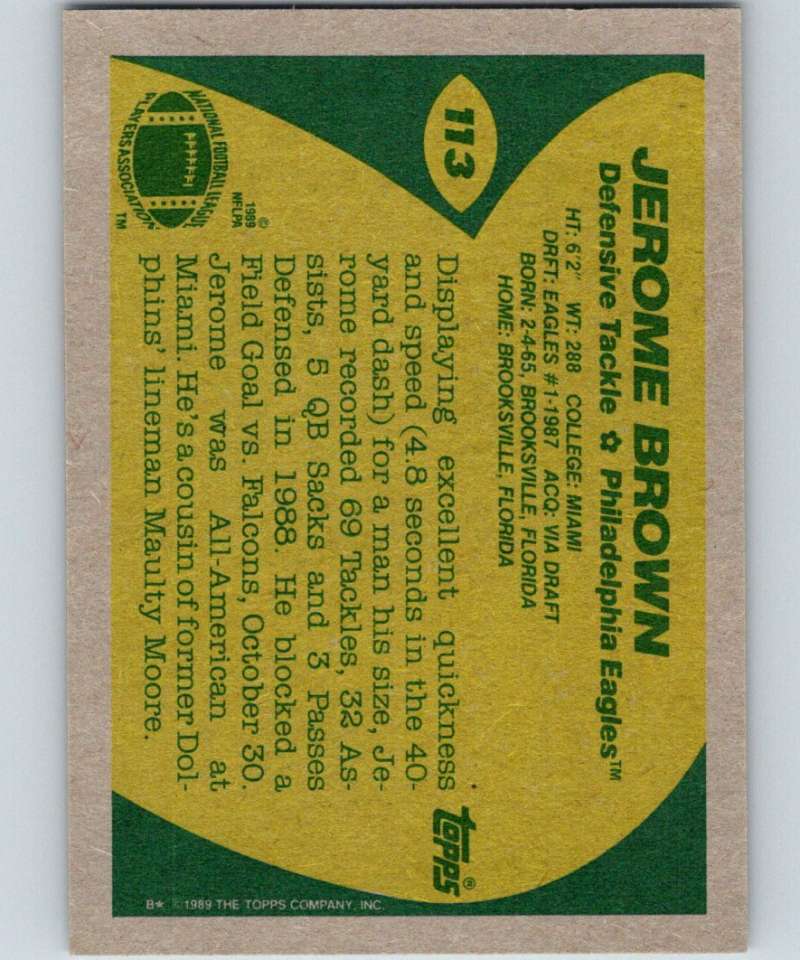 113
JEROME BROWN
Defensive Tackle ✿ Philadelphia Eagles™
HT: 6'2" WT: 288 COLLEGE: MIAMI
DRFT: EAGLES #1-1987 ACQ: VIA DRAFT
BORN: 2-4-65, BROOKSVILLE, FLORIDA
HOME: BROOKSVILLE, FLORIDA
NATIONAL FOOTBALL LEAGUE
PLAYERS ASSOCIATION
™
©
1989
NFLPA
Displaying excellent quickness
and speed (4.8 seconds in the 40-
yard dash) for a man his size, Je-
rome recorded 69 Tackles, 32 As-
sists, 5 QB Sacks and 3 Passes
Defensed in 1988. He blocked a
Field Goal vs. Falcons, October 30.
Jerome was All-American at
Miami. He's a cousin of former Dol-
phins' lineman Maulty Moore.
TOPPS®
B★ ©1989 THE TOPPS COMPANY, INC.